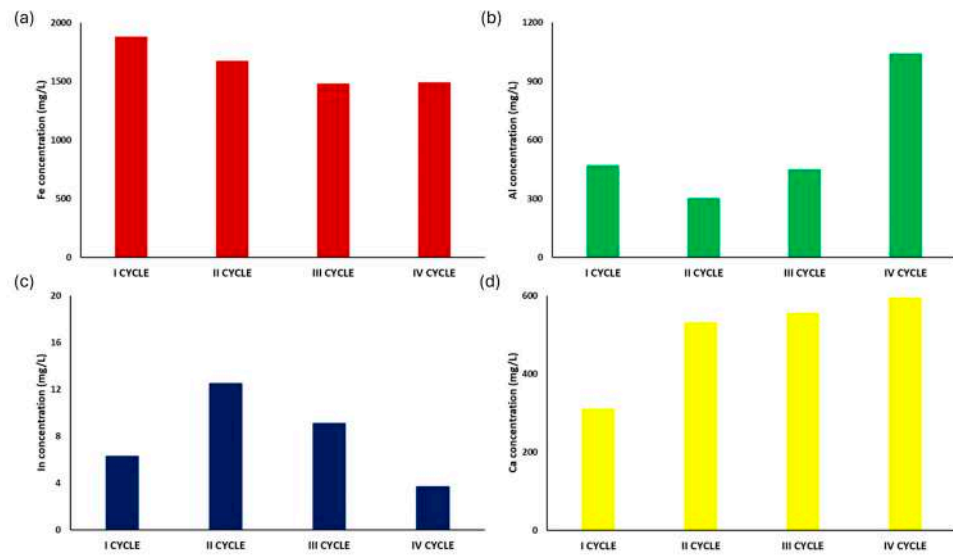 (a)
Fe concentration (mg/L)
2000
1500
1000
500
0
I CYCLE II CYCLE III CYCLE IV CYCLE
(b)
Al concentration (mg/L)
1200
900
600
300
0
I CYCLE II CYCLE III CYCLE IV CYCLE
(c)
In concentration (mg/L)
20
16
12
8
4
0
I CYCLE II CYCLE III CYCLE IV CYCLE
(d)
Ca concentration (mg/L)
600
400
200
0
I CYCLE II CYCLE III CYCLE IV CYCLE